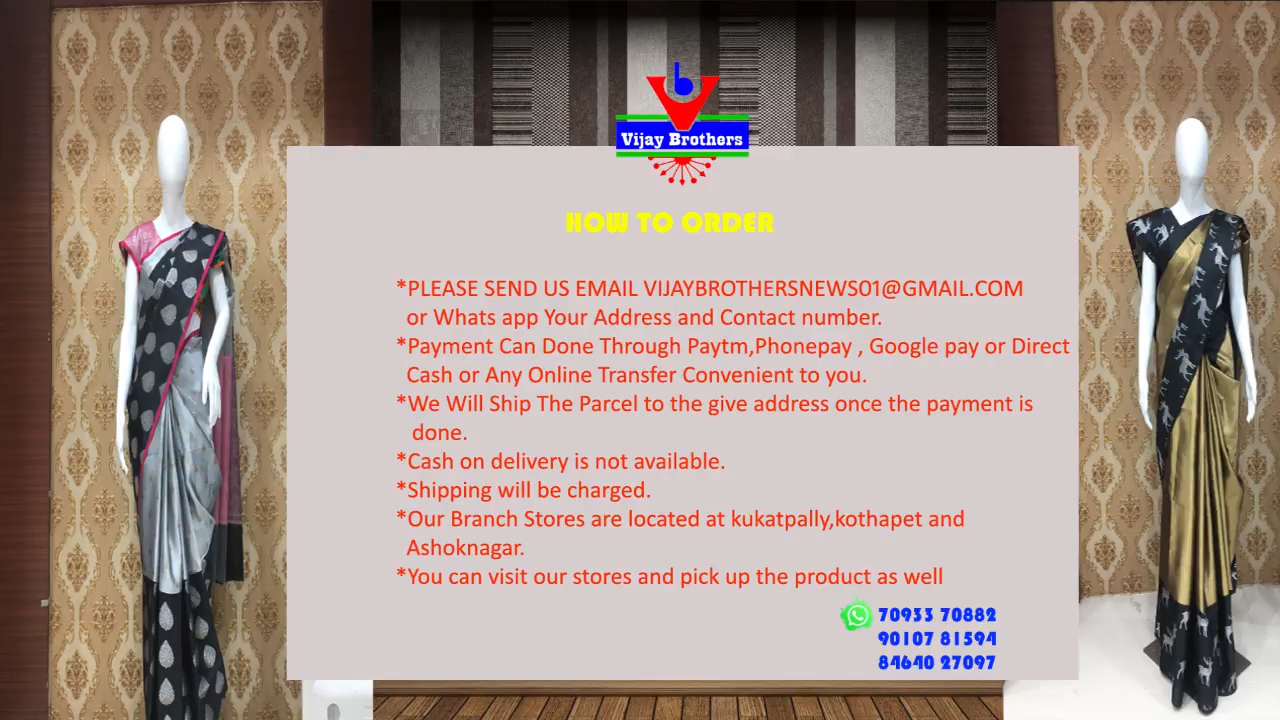 b
Vijay Brothers
HOW TO ORDER
*PLEASE SEND US EMAIL VIJAYBROTHERSNEWS01@GMAIL.COM
or Whats app Your Address and Contact number.
*Payment Can Done Through Paytm,Phonepay , Google pay or Direct
Cash or Any Online Transfer Convenient to you.
*We Will Ship The Parcel to the give address once the payment is
done.
*Cash on delivery is not available.
*Shipping will be charged.
*Our Branch Stores are located at kukatpally,kothapet and
Ashoknagar.
*You can visit our stores and pick up the product as well
70933 70882
90107 81594
84640 27097